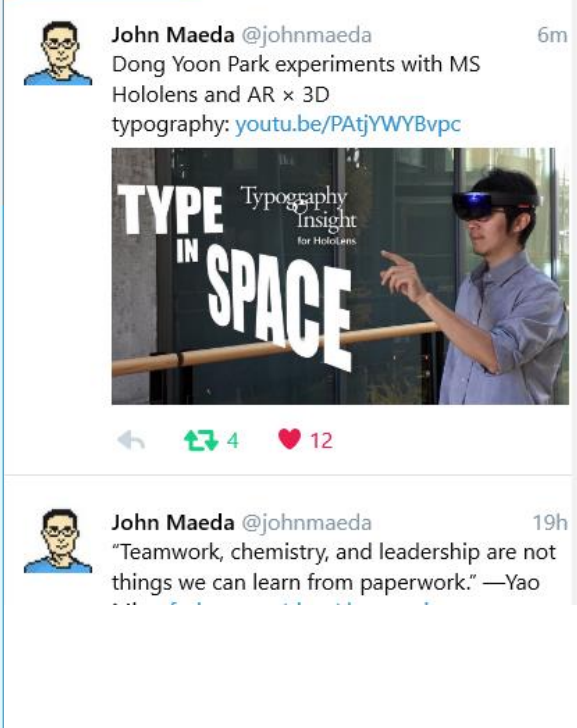 John Maeda @johnmaeda 6m
Dong Yoon Park experiments with MS
Hololens and AR × 3D
typography: youtu.be/PAtjYWYBvpc
TYPE
IN
SPACE
Typography
Insight
for HoloLens
4 12
John Maeda @johnmaeda 19h
“Teamwork, chemistry, and leadership are not
things we can learn from paperwork.” —Yao